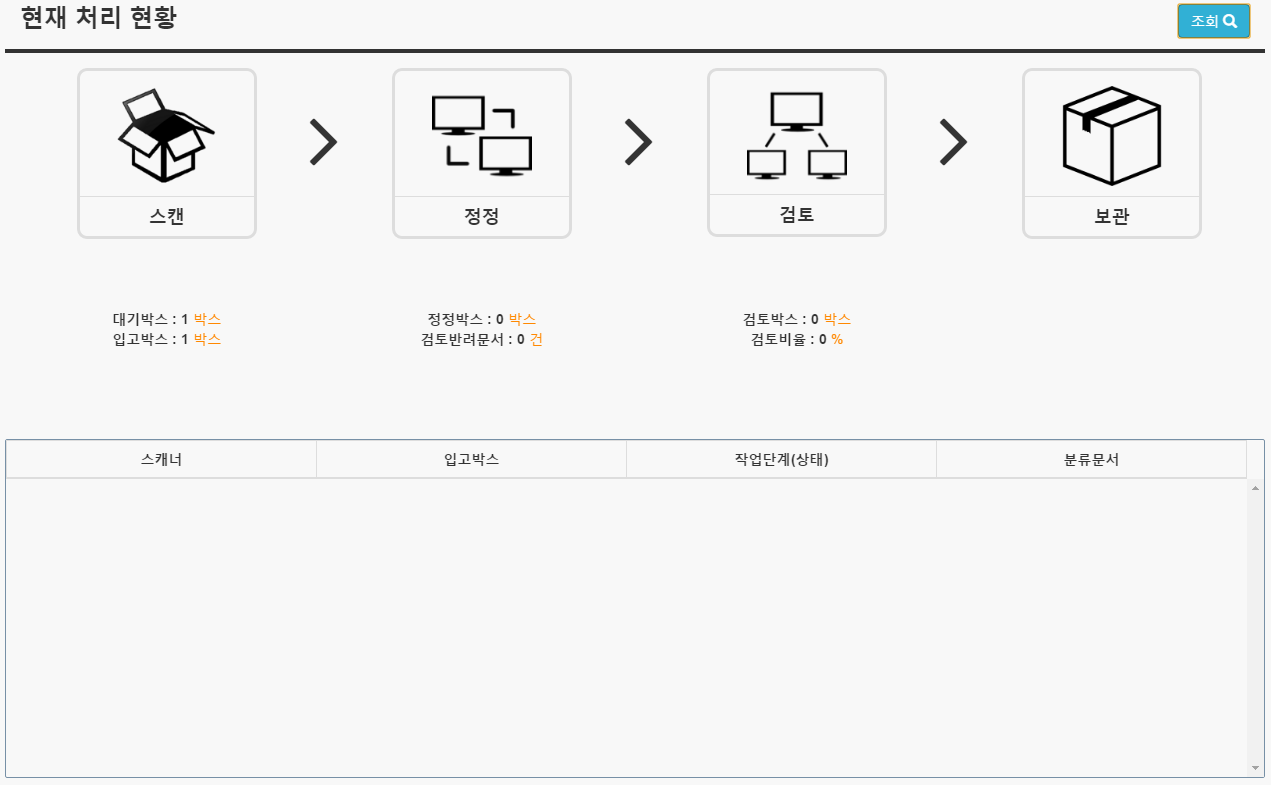 현재 처리 현황
조회
스캔
정정
검토
보관
대기박스 : 1 박스
입고박스 : 1 박스
정정박스 : 0 박스
검토반려문서 : 0 건
검토박스 : 0 박스
검토비율 : 0 %
스캐너 입고박스 작업단계(상태) 분류문서